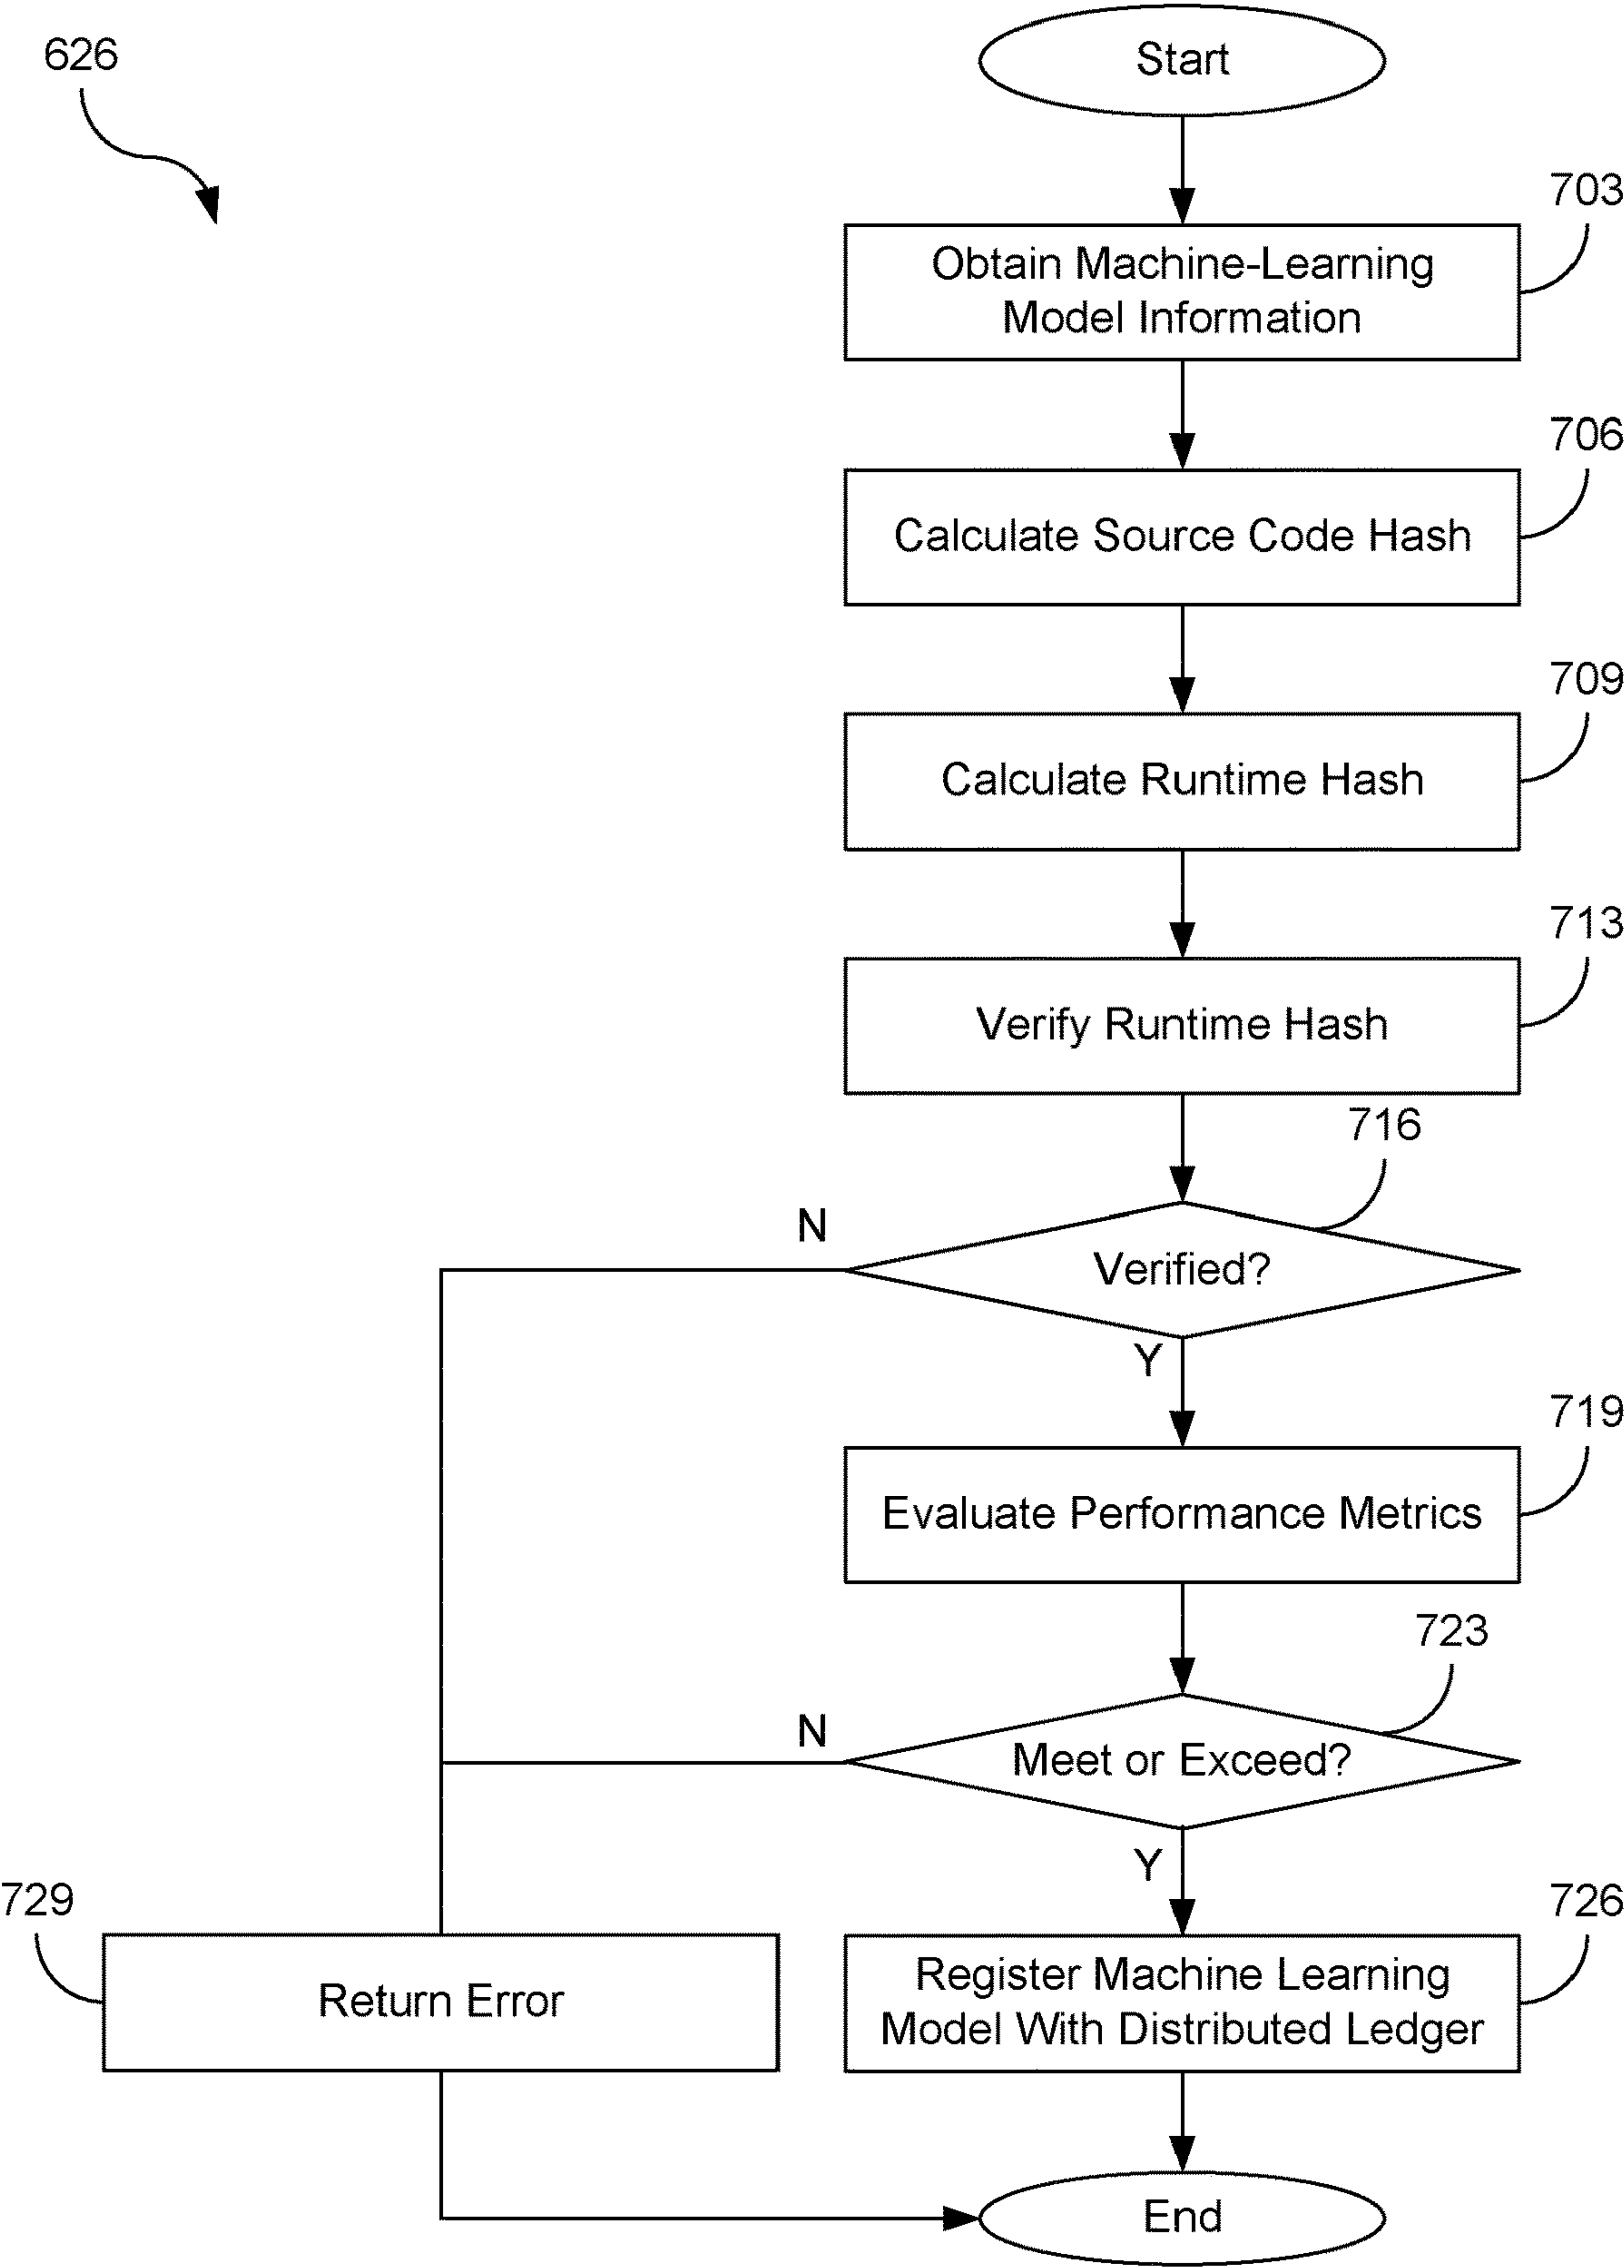 626
Start
703
Obtain Machine-Learning
Model Information
706
Calculate Source Code Hash
709
Calculate Runtime Hash
713
Verify Runtime Hash
716
N
Verified?
Y
719
Evaluate Performance Metrics
723
N
Meet or Exceed?
Y
729
Return Error
726
Register Machine Learning
Model With Distributed Ledger
End